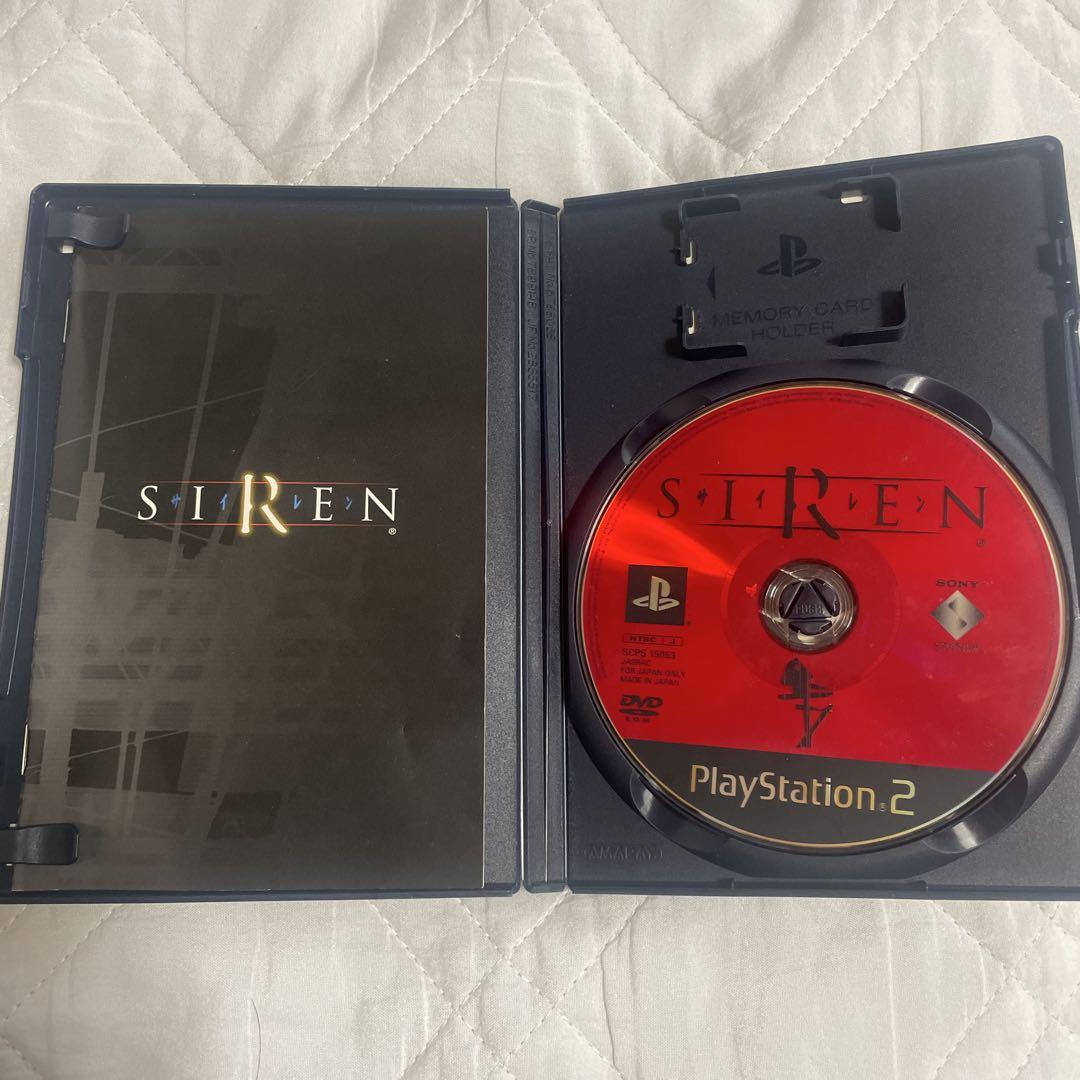 SIREN
サイレン
®
MEMORY CARD
HOLDER
SIREN
サイレン
SONY
NTSC J
SCPS 15053
JASRAC
FOR JAPAN ONLY
MADE IN JAPAN
PUSH
DVD
PlayStation®2
AMARAY